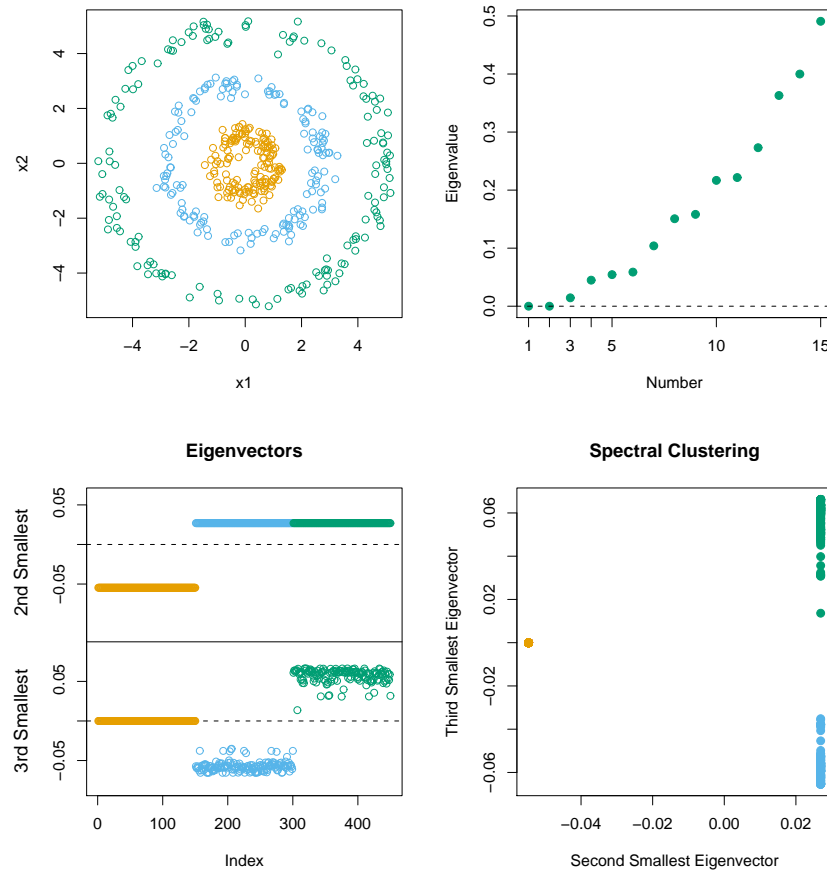 4
2
0
−2
−4
x2
−4 −2 0 2 4
x1
0.5
0.4
0.3
0.2
0.1
0.0
Eigenvalue
1 3 5 10 15
Number
Eigenvectors
0.05
−0.05
2nd Smallest
0.05
−0.05
3rd Smallest
0 100 200 300 400
Index
Spectral Clustering
0.06
0.02
−0.02
−0.06
Third Smallest Eigenvector
−0.04 −0.02 0.00 0.02
Second Smallest Eigenvector